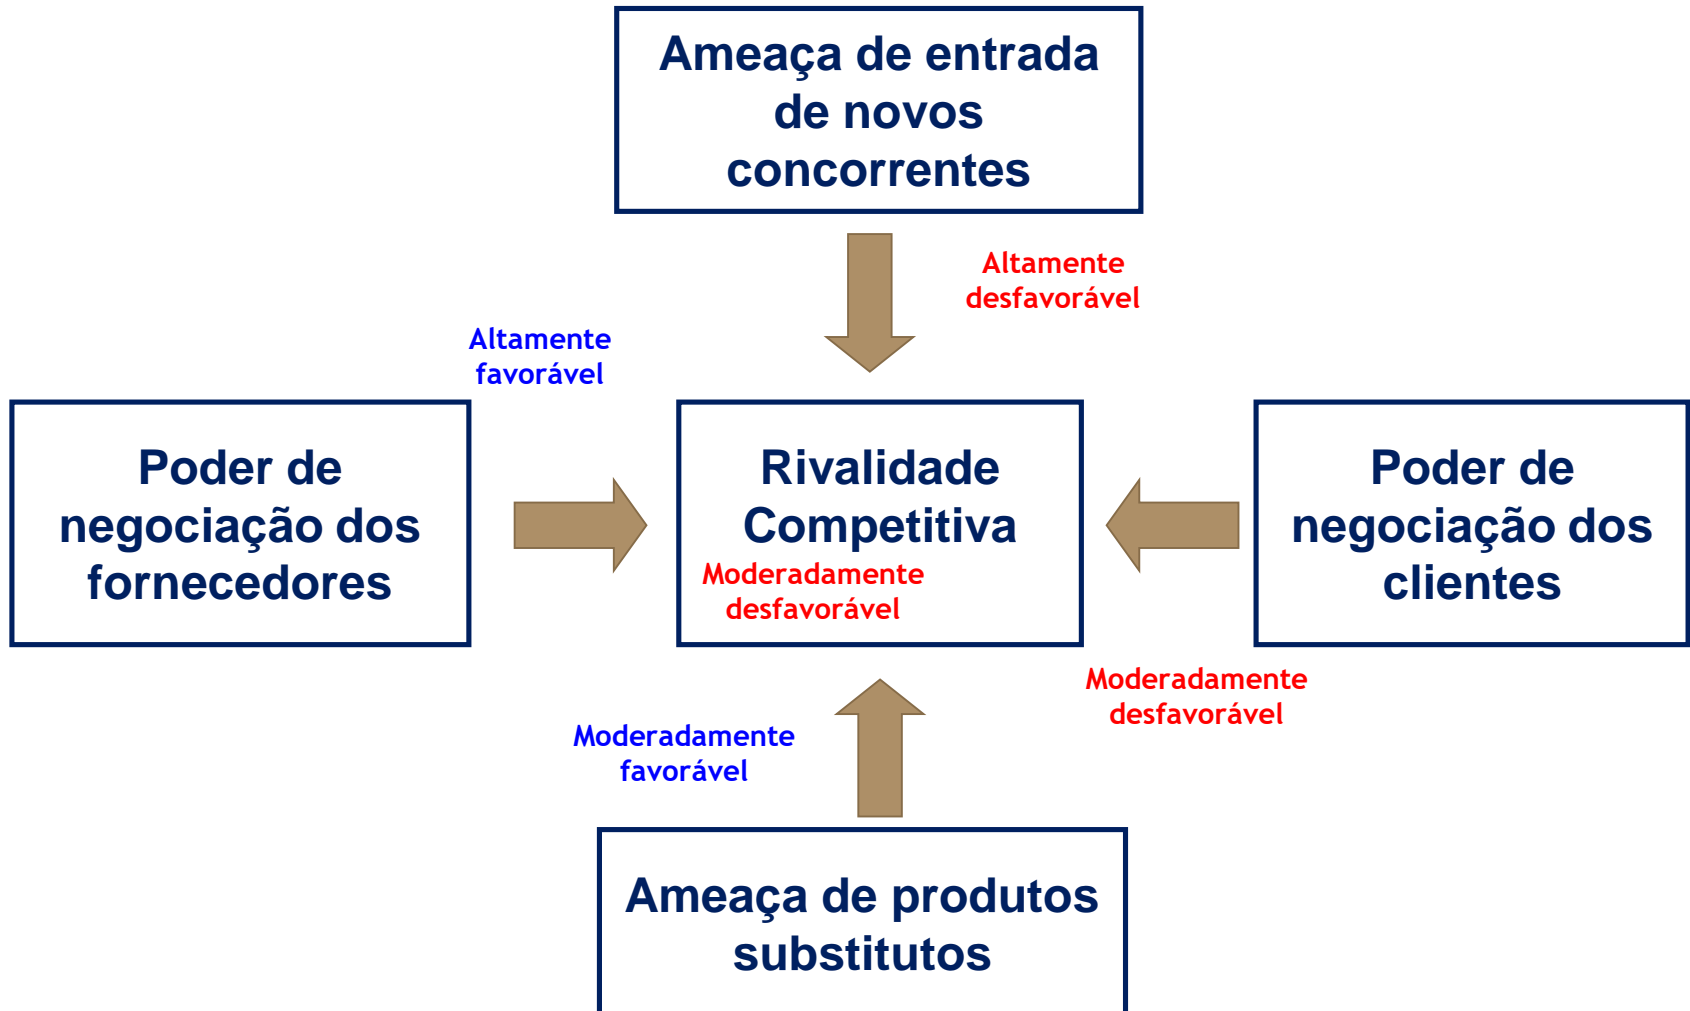 Ameaça de entrada
de novos
concorrentes
Altamente
desfavorável
Altamente
favorável
Poder de
negociação dos
fornecedores
Rivalidade
Competitiva
Moderadamente
desfavorável
Poder de
negociação dos
clientes
Moderadamente
desfavorável
Moderadamente
favorável
Ameaça de produtos
substitutos